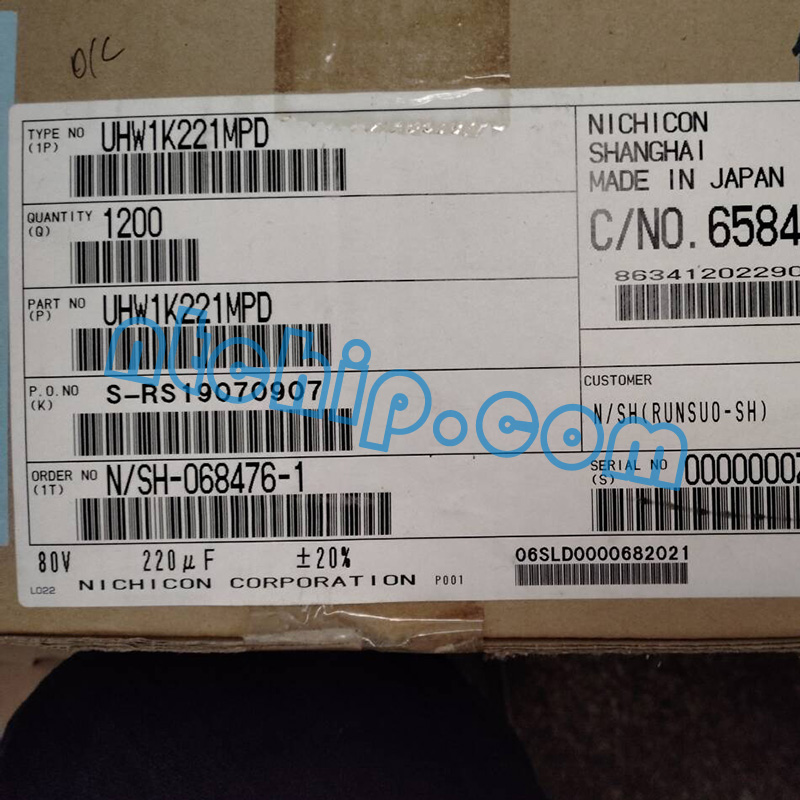 D/C
TYPE NO UHW1K221MPD
(1P)
QUANTITY 1200
(Q)
PART NO UHW1K221MPD
(P)
P.O.NO S-RS19070907
(K)
ORDER NO N/SH-068476-1
(1T)
80V 220μF ±20%
L022 NICHICON CORPORATION P001
NICHICON
SHANGHAI
MADE IN JAPAN
C/NO. 6584
86341202290
CUSTOMER
N/SH(RUNSUO-SH)
SERIAL NO 0000000
(S)
06SLD0000682021
ntchip.com